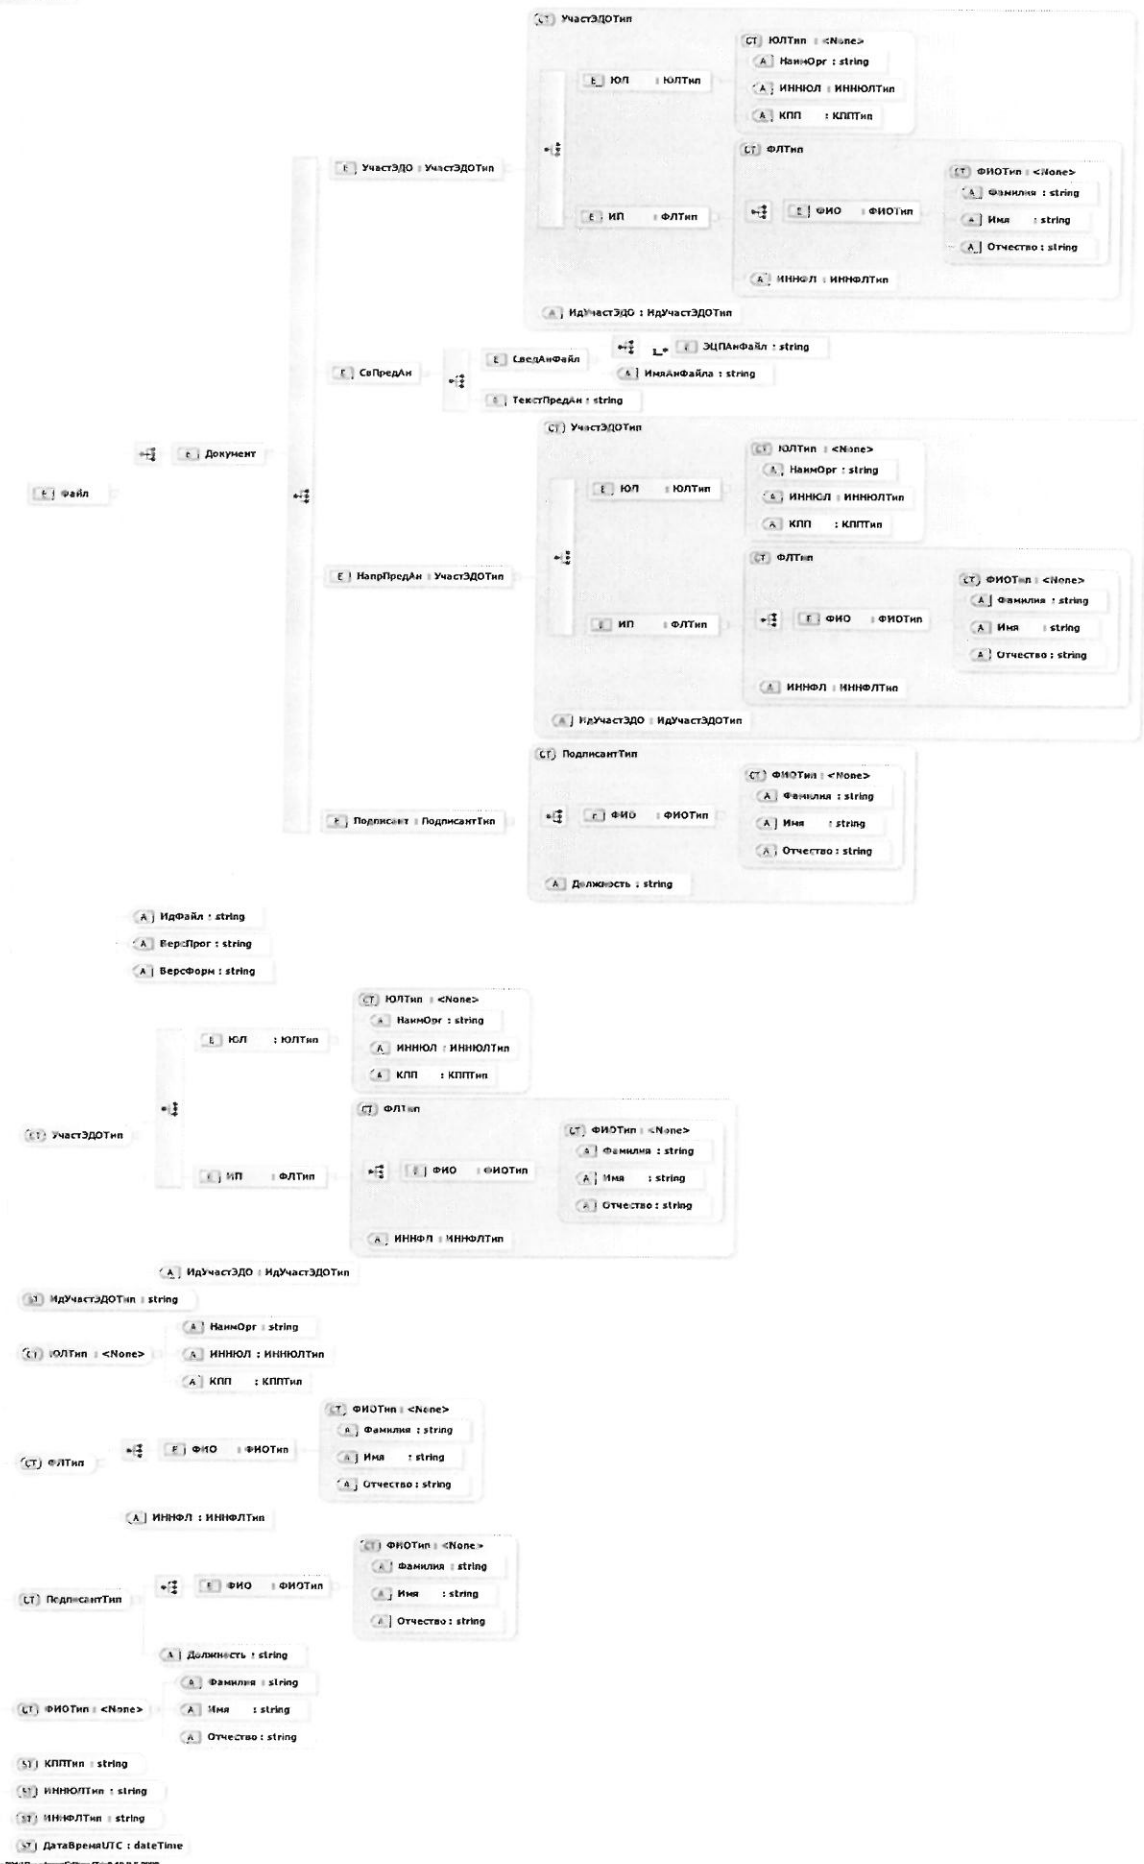 CT УчастЭДОТип
CT ЮЛТип : <None>
A НаимОрг : string
E ЮЛ : ЮЛТип
A ИННЮЛ : ИННЮЛТип
A КПП : КППТип
CT ФЛТип
E УчастЭДО : УчастЭДОТип
CT ФИОТип : <None>
A Фамилия : string
E ИП : ФЛТип
E ФИО : ФИОТип
A Имя : string
A Отчество : string
A ИННФЛ : ИННФЛТип
A ИдУчастЭДО : ИдУчастЭДОТип
E СвПредАн
E СведАнФайл
E ЭЦПАнФайл : string
A ИмяАнФайла : string
E ТекстПредАн : string
CT УчастЭДОТип
CT ЮЛТип : <None>
E Документ
A НаимОрг : string
E Файл
E ЮЛ : ЮЛТип
A ИННЮЛ : ИННЮЛТип
A КПП : КППТип
CT ФЛТип
E НапрПредАн : УчастЭДОТип
CT ФИОТип : <None>
A Фамилия : string
E ИП : ФЛТип
E ФИО : ФИОТип
A Имя : string
A Отчество : string
A ИННФЛ : ИННФЛТип
A ИдУчастЭДО : ИдУчастЭДОТип
CT ПодписантТип
CT ФИОТип : <None>
A Фамилия : string
E Подписант : ПодписантТип
E ФИО : ФИОТип
A Имя : string
A Отчество : string
A Должность : string
A ИдФайл : string
A ВерсПрог : string
A ВерсФорм : string
CT ЮЛТип : <None>
A НаимОрг : string
E ЮЛ : ЮЛТип
A ИННЮЛ : ИННЮЛТип
A КПП : КППТип
CT ФЛТип
CT УчастЭДОТип
CT ФИОТип : <None>
A Фамилия : string
E ИП : ФЛТип
E ФИО : ФИОТип
A Имя : string
A Отчество : string
A ИННФЛ : ИННФЛТип
A ИдУчастЭДО : ИдУчастЭДОТип
ST ИдУчастЭДОТип : string
A НаимОрг : string
CT ЮЛТип : <None>
A ИННЮЛ : ИННЮЛТип
A КПП : КППТип
CT ФИОТип : <None>
A Фамилия : string
CT ФЛТип
E ФИО : ФИОТип
A Имя : string
A Отчество : string
A ИННФЛ : ИННФЛТип
CT ФИОТип : <None>
A Фамилия : string
CT ПодписантТип
E ФИО : ФИОТип
A Имя : string
A Отчество : string
A Должность : string
A Фамилия : string
CT ФИОТип : <None>
A Имя : string
A Отчество : string
ST КППТип : string
ST ИННЮЛТип : string
ST ИННФЛТип : string
ST ДатаВремяUTC : dateTime